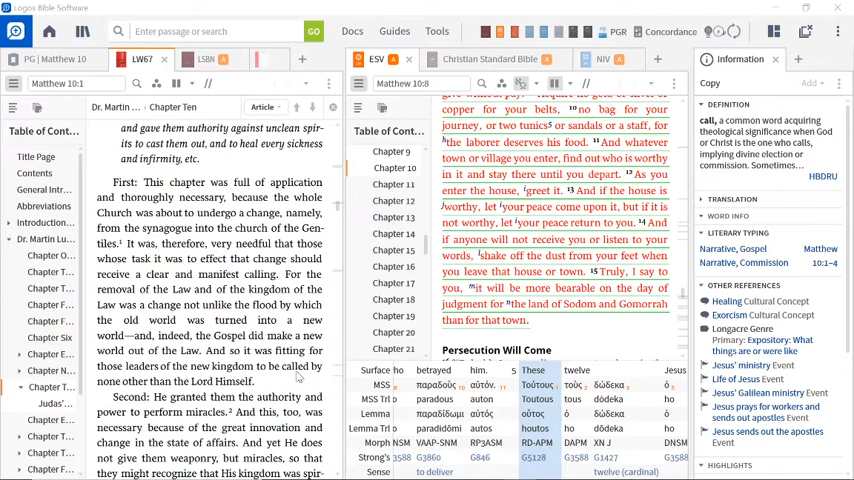 Logos Bible Software
Enter passage or search
GO
Docs
Guides
Tools
PGR
Concordance
PG | Matthew 10
LW67
LSBN
A
Matthew 10:1
Dr. Martin ... › Chapter Ten
Article
Table of Cont...
Title Page
Contents
General Intr...
Abbreviations
Introduction...
Dr. Martin Lu...
Chapter O...
Chapter T...
Chapter T...
Chapter F...
Chapter F...
Chapter Six
Chapter E...
Chapter N...
Chapter T...
Judas'...
Chapter E...
Chapter T...
Chapter T...
Chapter F...
and gave them authority against unclean spir-
its to cast them out, and to heal every sickness
and infirmity, etc.
First: This chapter was full of application
and thoroughly necessary, because the whole
Church was about to undergo a change, namely,
from the synagogue into the church of the Gen-
tiles.1 It was, therefore, very needful that those
whose task it was to effect that change should
receive a clear and manifest calling. For the
removal of the Law and of the kingdom of the
Law was a change not unlike the flood by which
the old world was turned into a new
world—and, indeed, the Gospel did make a new
world out of the Law. And so it was fitting for
those leaders of the new kingdom to be called by
none other than the Lord Himself.
Second: He granted them the authority and
power to perform miracles.2 And this, too, was
necessary because of the great innovation and
change in the state of affairs. And yet He does
not give them weaponry, but miracles, so that
they might recognize that His kingdom was spir-
ESV
A
Christian Standard Bible
A
NIV
A
Matthew 10:8
Table of Cont...
Chapter 9
Chapter 10
Chapter 11
Chapter 12
Chapter 13
Chapter 14
Chapter 15
Chapter 16
Chapter 17
Chapter 18
Chapter 19
Chapter 20
Chapter 21
copper for your belts, 10 no bag for your
journey, or two tunics or sandals or a staff, for
the laborer deserves his food. 11 And whatever
town or village you enter, find out who is worthy
in it and stay there until you depart. 12 As you
enter the house, greet it. 13 And if the house is
worthy, let your peace come upon it, but if it is
not worthy, let your peace return to you. 14 And
if anyone will not receive you or listen to your
words, shake off the dust from your feet when
you leave that house or town. 15 Truly, I say to
you, it will be more bearable on the day of
judgment for the land of Sodom and Gomorrah
than for that town.
Persecution Will Come
Surface ho betrayed him. 5 These twelve Jesus
MSS παραδοὺς αὐτόν. Τούτους τοὺς δώδεκα
MSS Trl o paradous auton Toutous tous dōdeka ho
Lemma παραδίδωμι αὐτός οὗτος ὁ δώδεκα ὁ
Lemma Trl o paradidōmi autos houtos ho dōdeka ho
Morph NSM VAAP-SNM RP3ASM RD-APM DAPM XN J DNSM
Strong's 3588 G3860 G846 G5128 G3588 G1427 G3588
Sense to deliver twelve (cardinal)
Information
Copy
Add
DEFINITION
call, a common word acquiring
theological significance when God
or Christ is the one who calls,
implying divine election or
commission. Sometimes...
HBDRU
TRANSLATION
WORD INFO
LITERARY TYPING
Narrative, Gospel Matthew
Narrative, Commission 10:1–4
OTHER REFERENCES
Healing Cultural Concept
Exorcism Cultural Concept
Longacre Genre
Primary: Expository: What
things are or were like
Jesus' ministry Event
Life of Jesus Event
Jesus' Galilean ministry Event
Jesus prays for workers and
sends out the apostles
Event
Jesus sends out the apostles
Event
HIGHLIGHTS